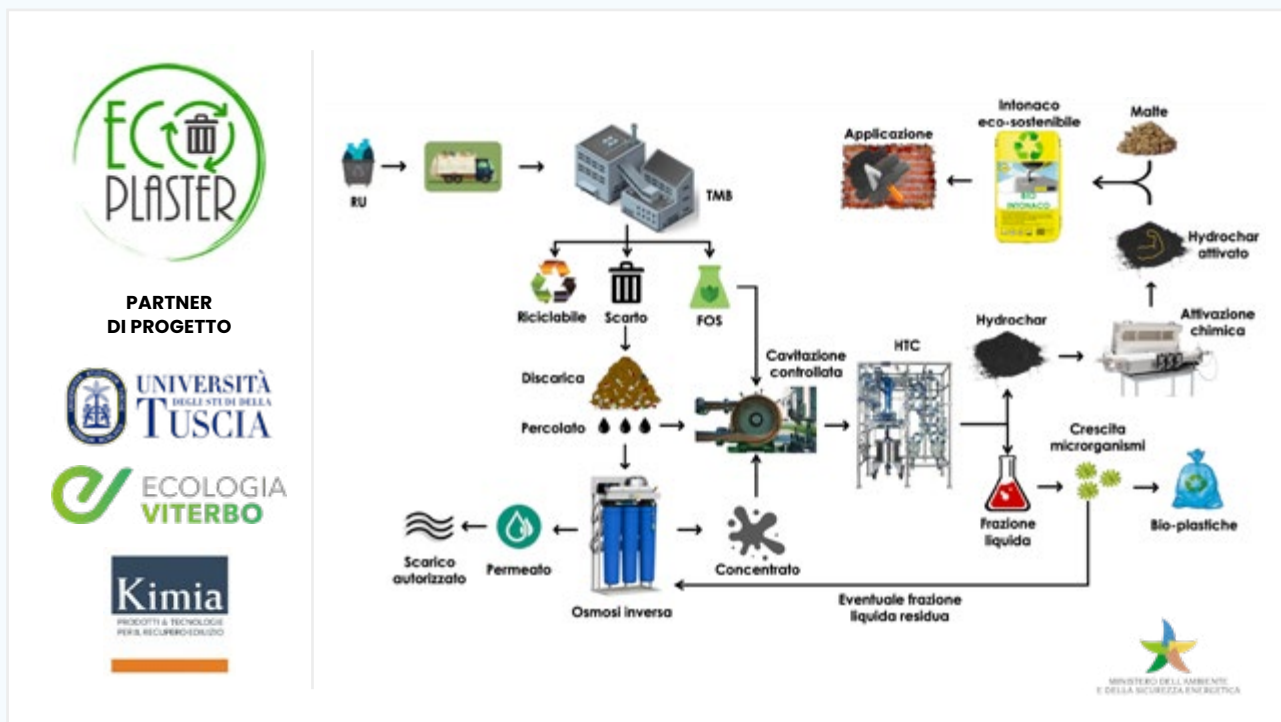 ECO
PLASTER
PARTNER
DI PROGETTO
UNIVERSITÀ
DEGLI STUDI DELLA
TUSCIA
ECOLOGIA
VITERBO
Kimia
PRODOTTI & TECNOLOGIE
PER IL RECUPERO EDILIZIO
RU
TMB
Riciclabile
Scarto
FOS
Discarica
Percolato
Cavitazione
controllata
HTC
Hydrochar
Attivazione
chimica
Hydrochar
attivato
Malte
Intonaco
eco-sostenibile
BIO
INTONACO
Applicazione
Crescita
microrganismi
Frazione
liquida
Bio-plastiche
Scarico
autorizzato
Permeato
Osmosi inversa
Concentrato
Eventuale frazione
liquida residua
MINISTERO DELL'AMBIENTE
E DELLA SICUREZZA ENERGETICA